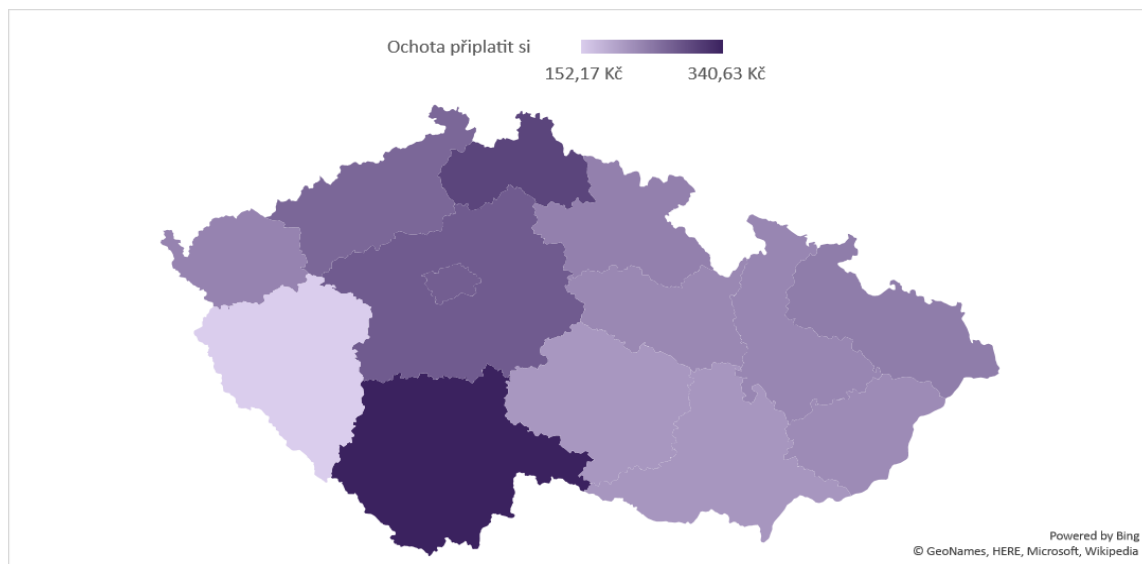 Ochota připlatit si
152,17 Kč 340,63 Kč
Powered by Bing
© GeoNames, HERE, Microsoft, Wikipedia